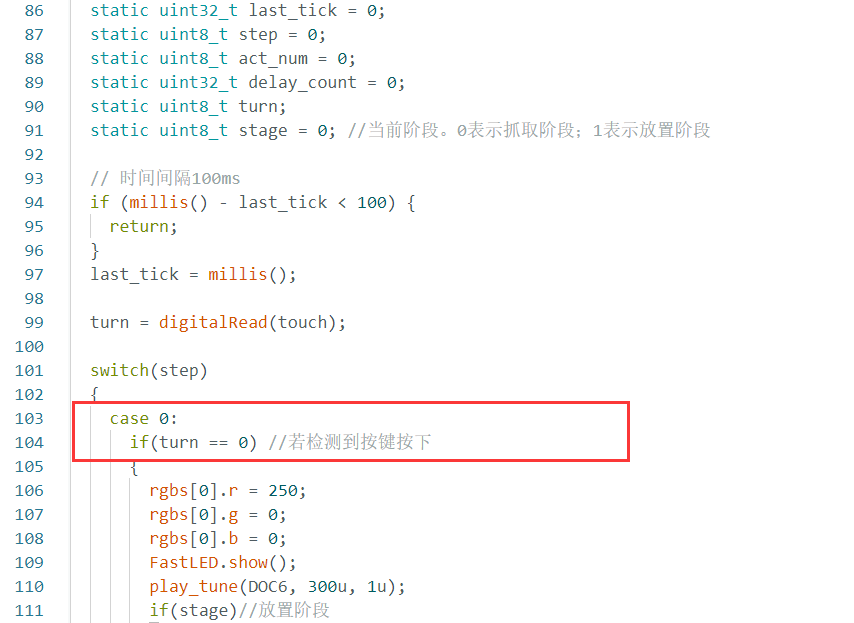 86 static uint32_t last_tick = 0;
87 static uint8_t step = 0;
88 static uint8_t act_num = 0;
89 static uint32_t delay_count = 0;
90 static uint8_t turn;
91 static uint8_t stage = 0; //当前阶段。0表示抓取阶段；1表示放置阶段
92
93 // 时间间隔100ms
94 if (millis() - last_tick < 100) {
95 return;
96 }
97 last_tick = millis();
98
99 turn = digitalRead(touch);
100
101 switch(step)
102 {
103 case 0:
104 if(turn == 0) //若检测到按键按下
105 {
106 rgbs[0].r = 250;
107 rgbs[0].g = 0;
108 rgbs[0].b = 0;
109 FastLED.show();
110 play_tune(DOC6, 300u, 1u);
111 if(stage)//放置阶段